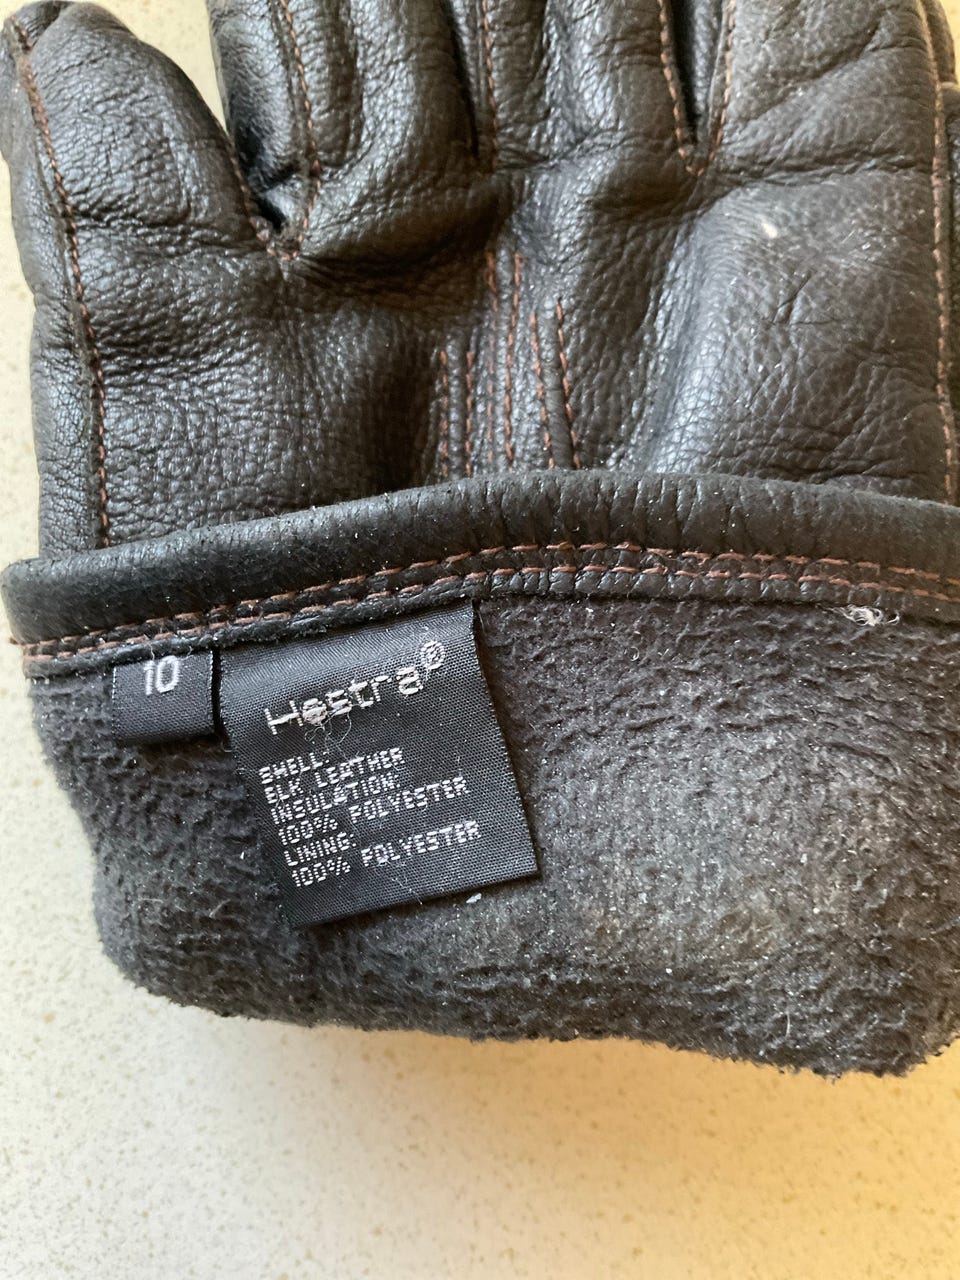 10
Hestra®
SHELL:
ELK LEATHER
INSULATION:
100% POLYESTER
LINING:
100% POLYESTER